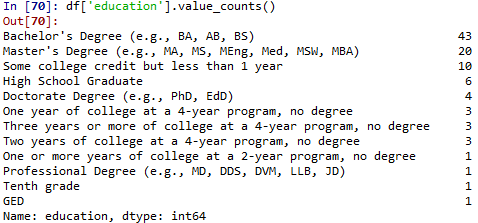 In [70]: df['education'].value_counts()
Out[70]:
Bachelor's Degree (e.g., BA, AB, BS) 43
Master's Degree (e.g., MA, MS, MEng, Med, MSW, MBA) 20
Some college credit but less than 1 year 10
High School Graduate 6
Doctorate Degree (e.g., PhD, EdD) 4
One year of college at a 4-year program, no degree 3
Three years or more of college at a 4-year program, no degree 3
Two years of college at a 4-year program, no degree 3
One or more years of college at a 2-year program, no degree 1
Professional Degree (e.g., MD, DDS, DVM, LLB, JD) 1
Tenth grade 1
GED 1
Name: education, dtype: int64